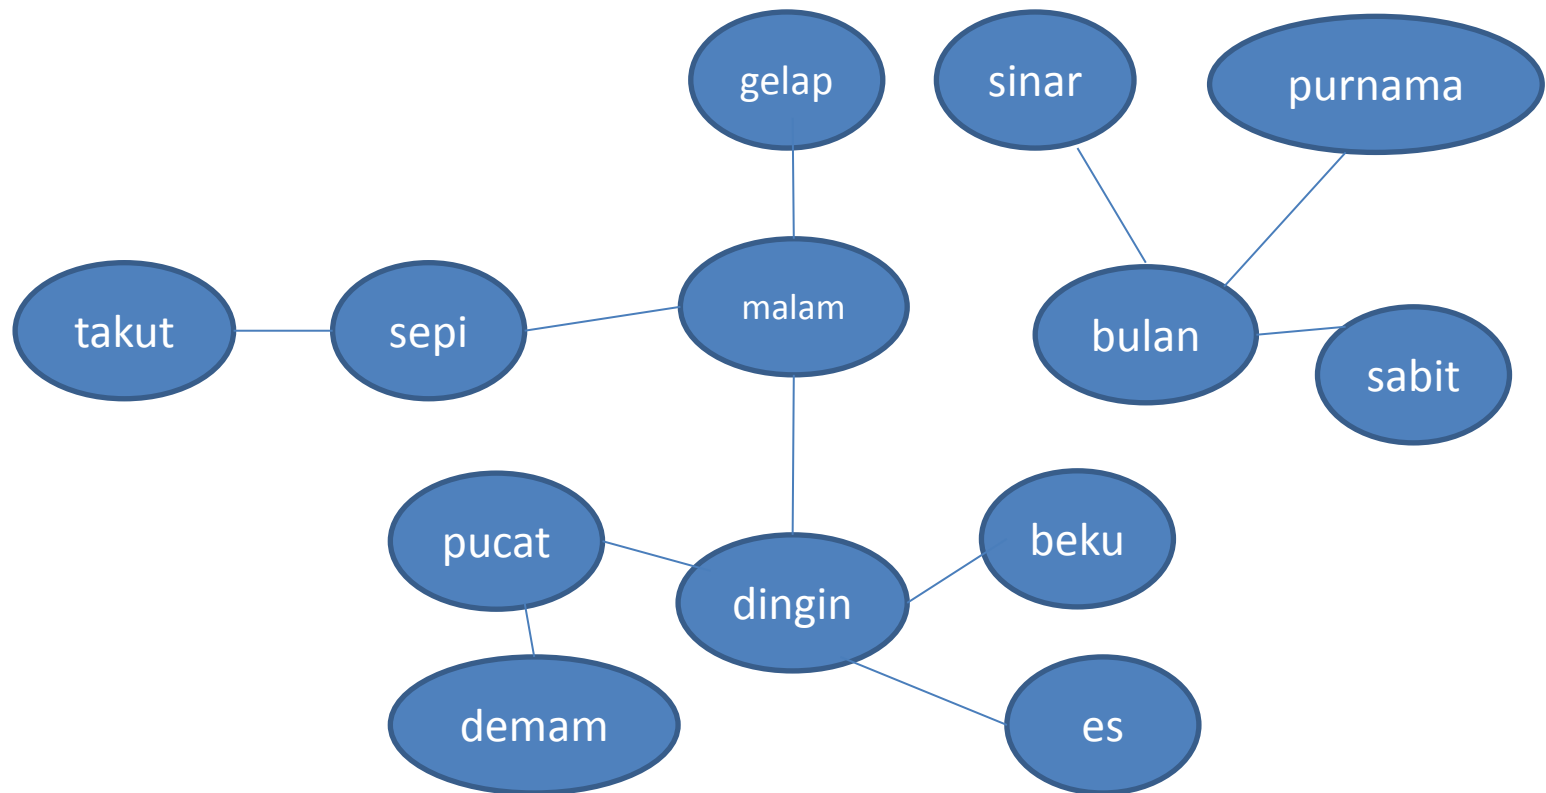 gelap
sinar
purnama
takut
sepi
malam
bulan
sabit
pucat
dingin
beku
demam
es